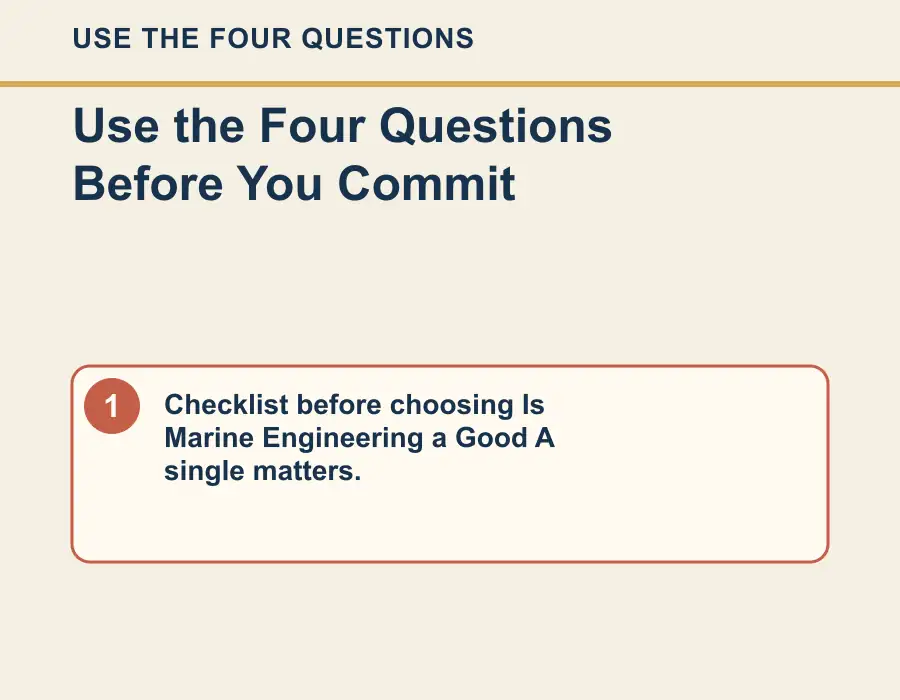 USE THE FOUR QUESTIONS
Use the Four Questions
Before You Commit
1
Checklist before choosing Is
Marine Engineering a Good A
single matters.